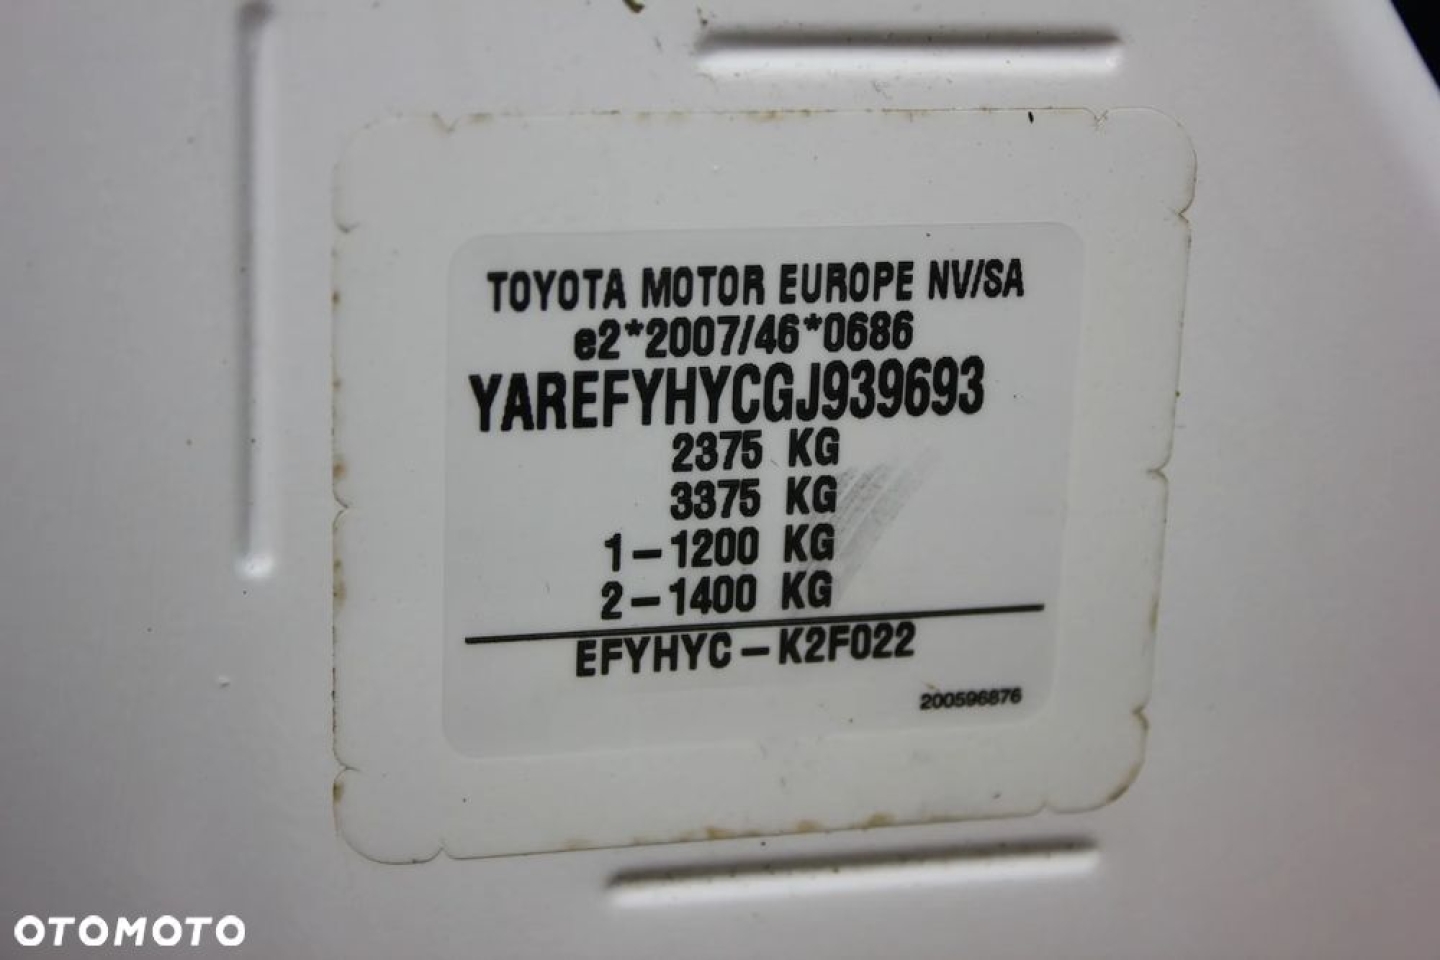 TOYOTA MOTOR EUROPE NV/SA
e2*2007/46*0686
YAREFYHYCGJ939693
2375 KG
3375 KG
1-1200 KG
2-1400 KG
EFYHYC-K2F022
200596876
OTOMOTO